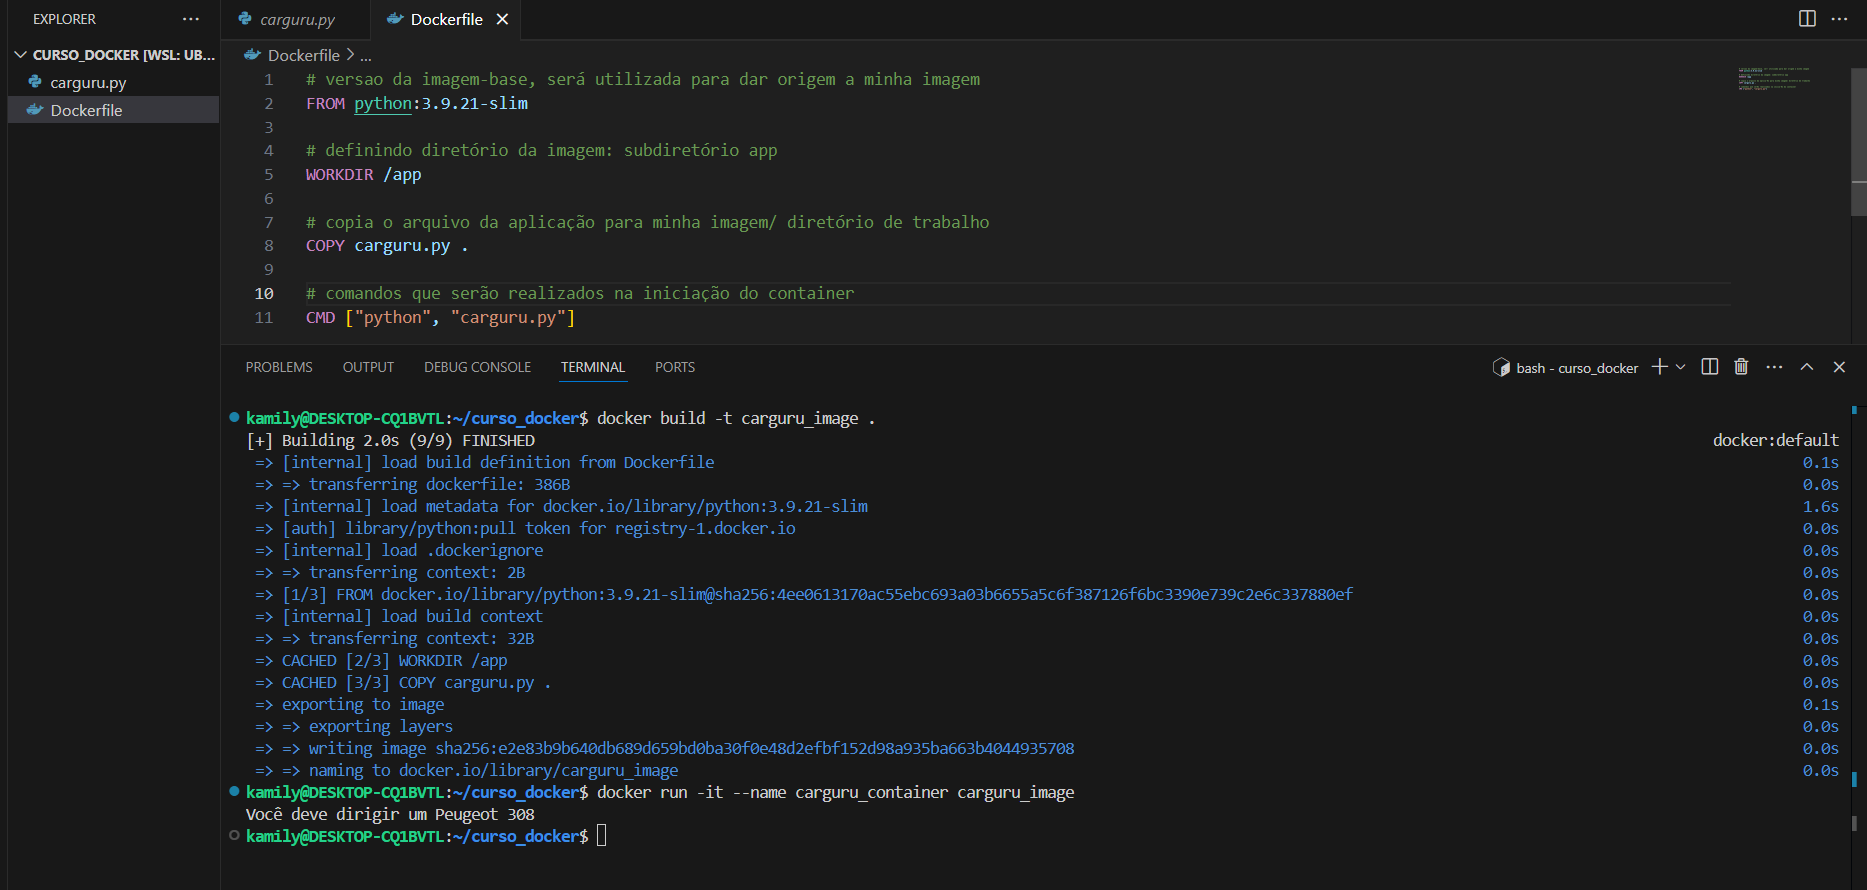 EXPLORER
CURSO_DOCKER [WSL: UB...
carguru.py
Dockerfile
carguru.py
Dockerfile
Dockerfile > ...
1 # versao da imagem-base, será utilizada para dar origem a minha imagem
2 FROM python:3.9.21-slim
3
4 # definindo diretório da imagem: subdiretório app
5 WORKDIR /app
6
7 # copia o arquivo da aplicação para minha imagem/ diretório de trabalho
8 COPY carguru.py .
9
10 # comandos que serão realizados na iniciação do container
11 CMD ["python", "carguru.py"]
PROBLEMS OUTPUT DEBUG CONSOLE TERMINAL PORTS
bash - curso_docker
kamily@DESKTOP-CQ1BVTL:~/curso_docker$ docker build -t carguru_image .
[+] Building 2.0s (9/9) FINISHED docker:default
=> [internal] load build definition from Dockerfile 0.1s
=> => transferring dockerfile: 386B 0.0s
=> [internal] load metadata for docker.io/library/python:3.9.21-slim 1.6s
=> [auth] library/python:pull token for registry-1.docker.io 0.0s
=> [internal] load .dockerignore 0.0s
=> => transferring context: 2B 0.0s
=> [1/3] FROM docker.io/library/python:3.9.21-slim@sha256:4ee0613170ac55ebc693a03b6655a5c6f387126f6bc3390e739c2e6c337880ef 0.0s
=> [internal] load build context 0.0s
=> => transferring context: 32B 0.0s
=> CACHED [2/3] WORKDIR /app 0.0s
=> CACHED [3/3] COPY carguru.py . 0.0s
=> exporting to image 0.1s
=> => exporting layers 0.0s
=> => writing image sha256:e2e83b9b640db689d659bd0ba30f0e48d2efbf152d98a935ba663b4044935708 0.0s
=> => naming to docker.io/library/carguru_image 0.0s
kamily@DESKTOP-CQ1BVTL:~/curso_docker$ docker run -it --name carguru_container carguru_image
Você deve dirigir um Peugeot 308
kamily@DESKTOP-CQ1BVTL:~/curso_docker$